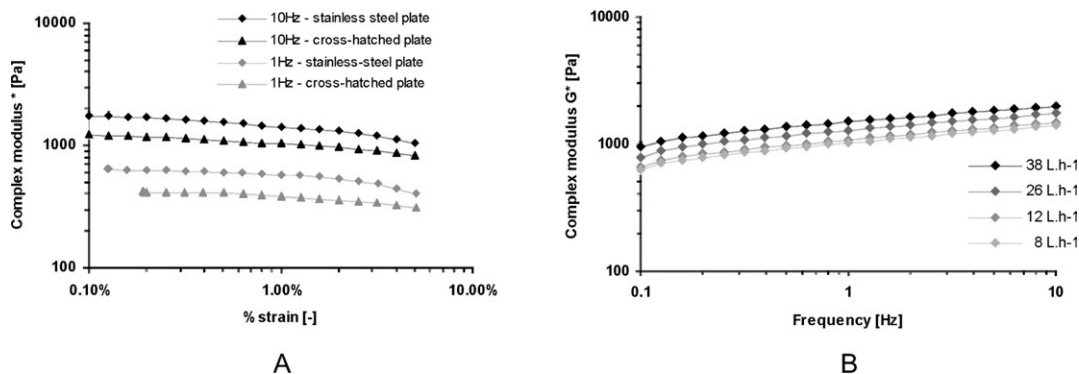 10000
1000
100
Complex modulus * [Pa]
10Hz - stainless steel plate
10Hz - cross-hatched plate
1Hz - stainless-steel plate
1Hz - cross-hatched plate
0.10%
1.00%
10.00%
% strain [-]
A
10000
1000
100
Complex modulus G* [Pa]
38 L.h-1
26 L.h-1
12 L.h-1
8 L.h-1
0.1
1
10
Frequency [Hz]
B